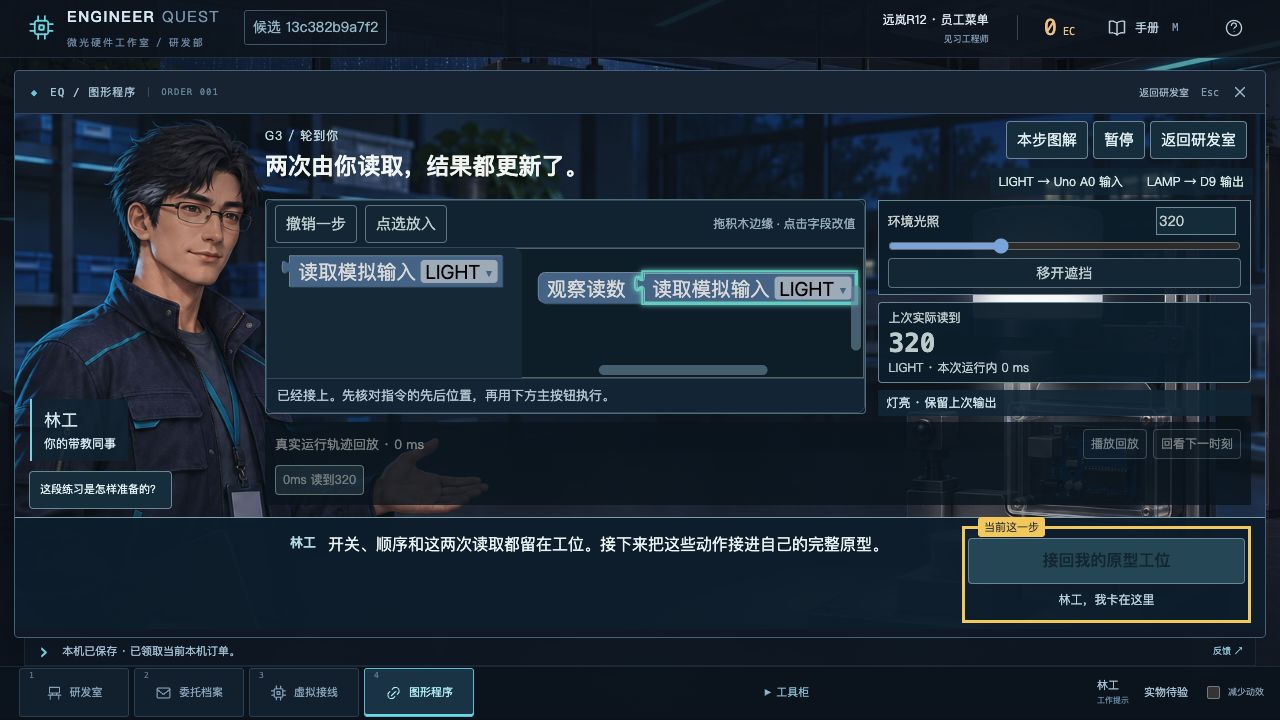 ENGINEER QUEST
微光硬件工作室 / 研发部
候选 13c382b9a7f2
远岚R12 · 员工菜单
见习工程师
0 EC
手册 M
?
EQ / 图形程序 | ORDER 001
返回研发室 Esc ×
G3 / 轮到你
两次由你读取，结果都更新了。
本步图解
暂停
返回研发室
LIGHT → Uno A0 输入
LAMP → D9 输出
撤销一步
点选放入
拖积木边缘 · 点击字段改值
读取模拟输入 LIGHT ▾
观察读数 读取模拟输入 LIGHT ▾
已经接上。先核对指令的先后位置，再用下方主按钮执行。
环境光照
320
移开遮挡
上次实际读到
320
LIGHT · 本次运行内 0 ms
灯亮 · 保留上次输出
林工
你的带教同事
这段练习是怎样准备的?
真实运行轨迹回放 · 0 ms
播放回放
回看下一时刻
0ms 读到320
林工 开关、顺序和这两次读取都留在工位。接下来把这些动作接进自己的完整原型。
当前这一步
接回我的原型工位
林工，我卡在这里
本机已保存 · 已领取当前本机订单。
反馈 ↗
1 研发室
2 委托档案
3 虚拟接线
4 图形程序
▸ 工具柜
林工
工作提示
实物待验
减少动效